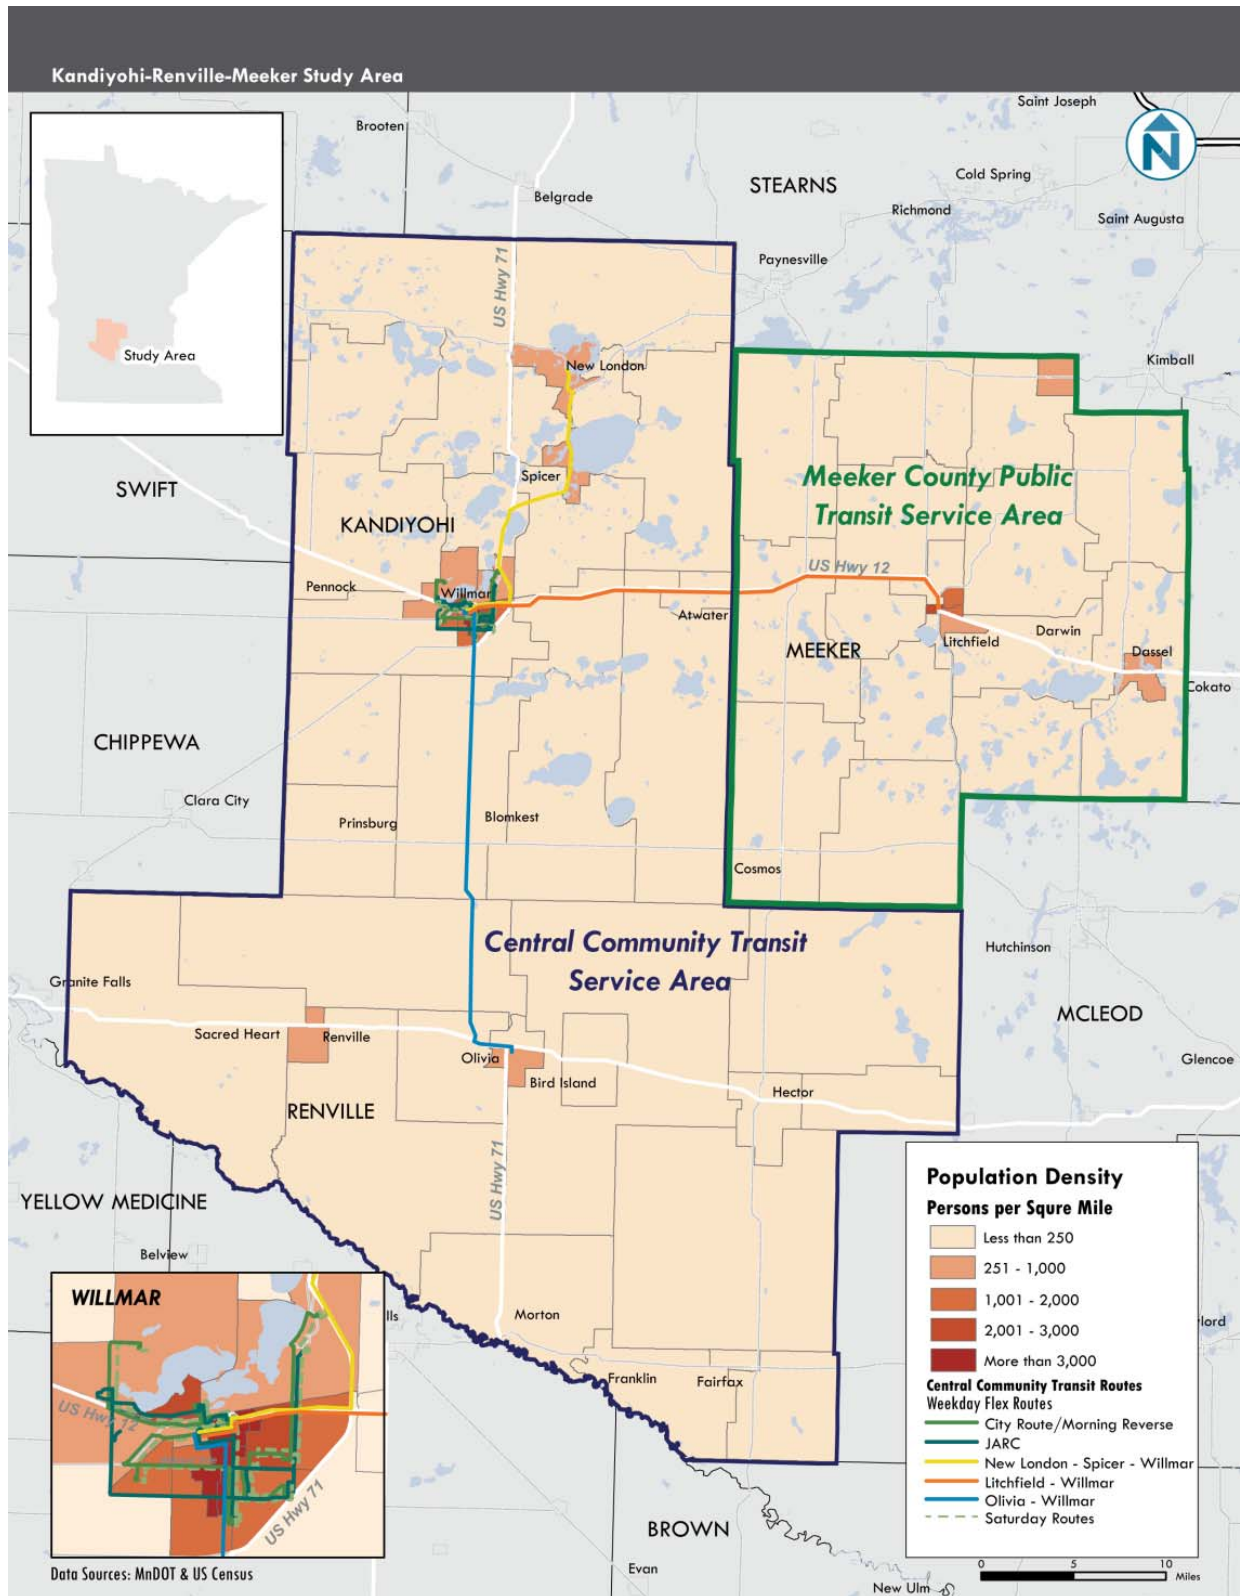 Kandiyohi-Renville-Meeker Study Area
Saint Joseph
Brooten
N
STEARNS
Cold Spring
Belgrade
Richmond
Saint Augusta
Paynesville
US Hwy 71
Study Area
Kimball
New London
SWIFT
Spicer
Meeker County Public
Transit Service Area
KANDIYOHI
US Hwy 12
Pennock
Willmar
Atwater
Litchfield
Darwin
MEEKER
Dassel
Cokato
CHIPPEWA
Clara City
Prinsburg
Blomkest
Cosmos
Central Community Transit
Service Area
Hutchinson
Granite Falls
MCLEOD
Sacred Heart
Renville
Olivia
Glencoe
Bird Island
Hector
RENVILLE
US Hwy 71
YELLOW MEDICINE
Belview
lls
Morton
Franklin
Fairfax
lord
WILLMAR
US Hwy 12
US Hwy 71
Data Sources: MnDOT & US Census
BROWN
Evan
New Ulm
Population Density
Persons per Squre Mile
Less than 250
251 - 1,000
1,001 - 2,000
2,001 - 3,000
More than 3,000
Central Community Transit Routes
Weekday Flex Routes
City Route/Morning Reverse
JARC
New London - Spicer - Willmar
Litchfield - Willmar
Olivia - Willmar
Saturday Routes
0 5 10
Miles